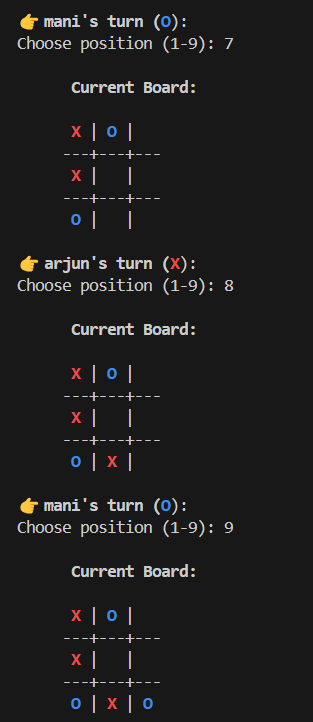 👉 mani's turn (O):
Choose position (1-9): 7
Current Board:
X | O |
---+---+---
X |   |
---+---+---
O |   |
👉 arjun's turn (X):
Choose position (1-9): 8
Current Board:
X | O |
---+---+---
X |   |
---+---+---
O | X |
👉 mani's turn (O):
Choose position (1-9): 9
Current Board:
X | O |
---+---+---
X |   |
---+---+---
O | X | O